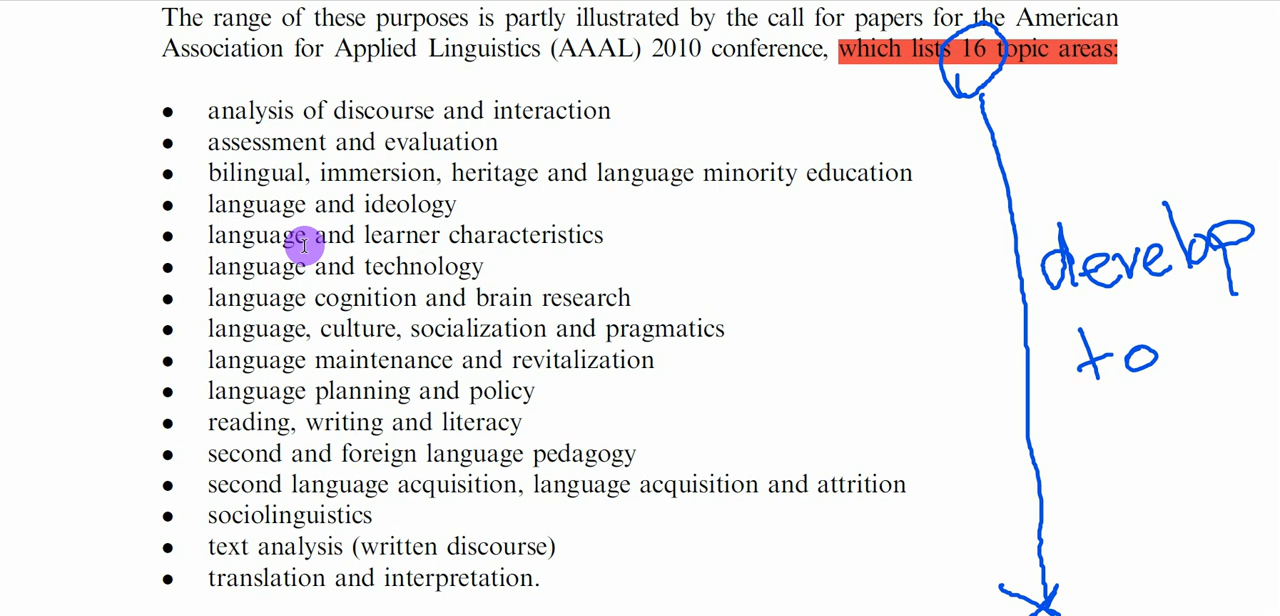 The range of these purposes is partly illustrated by the call for papers for the American
Association for Applied Linguistics (AAAL) 2010 conference, which lists 16 topic areas:
● analysis of discourse and interaction
● assessment and evaluation
● bilingual, immersion, heritage and language minority education
● language and ideology
● language and learner characteristics
● language and technology
● language cognition and brain research
● language, culture, socialization and pragmatics
● language maintenance and revitalization
● language planning and policy
● reading, writing and literacy
● second and foreign language pedagogy
● second language acquisition, language acquisition and attrition
● sociolinguistics
● text analysis (written discourse)
● translation and interpretation.
develop
to